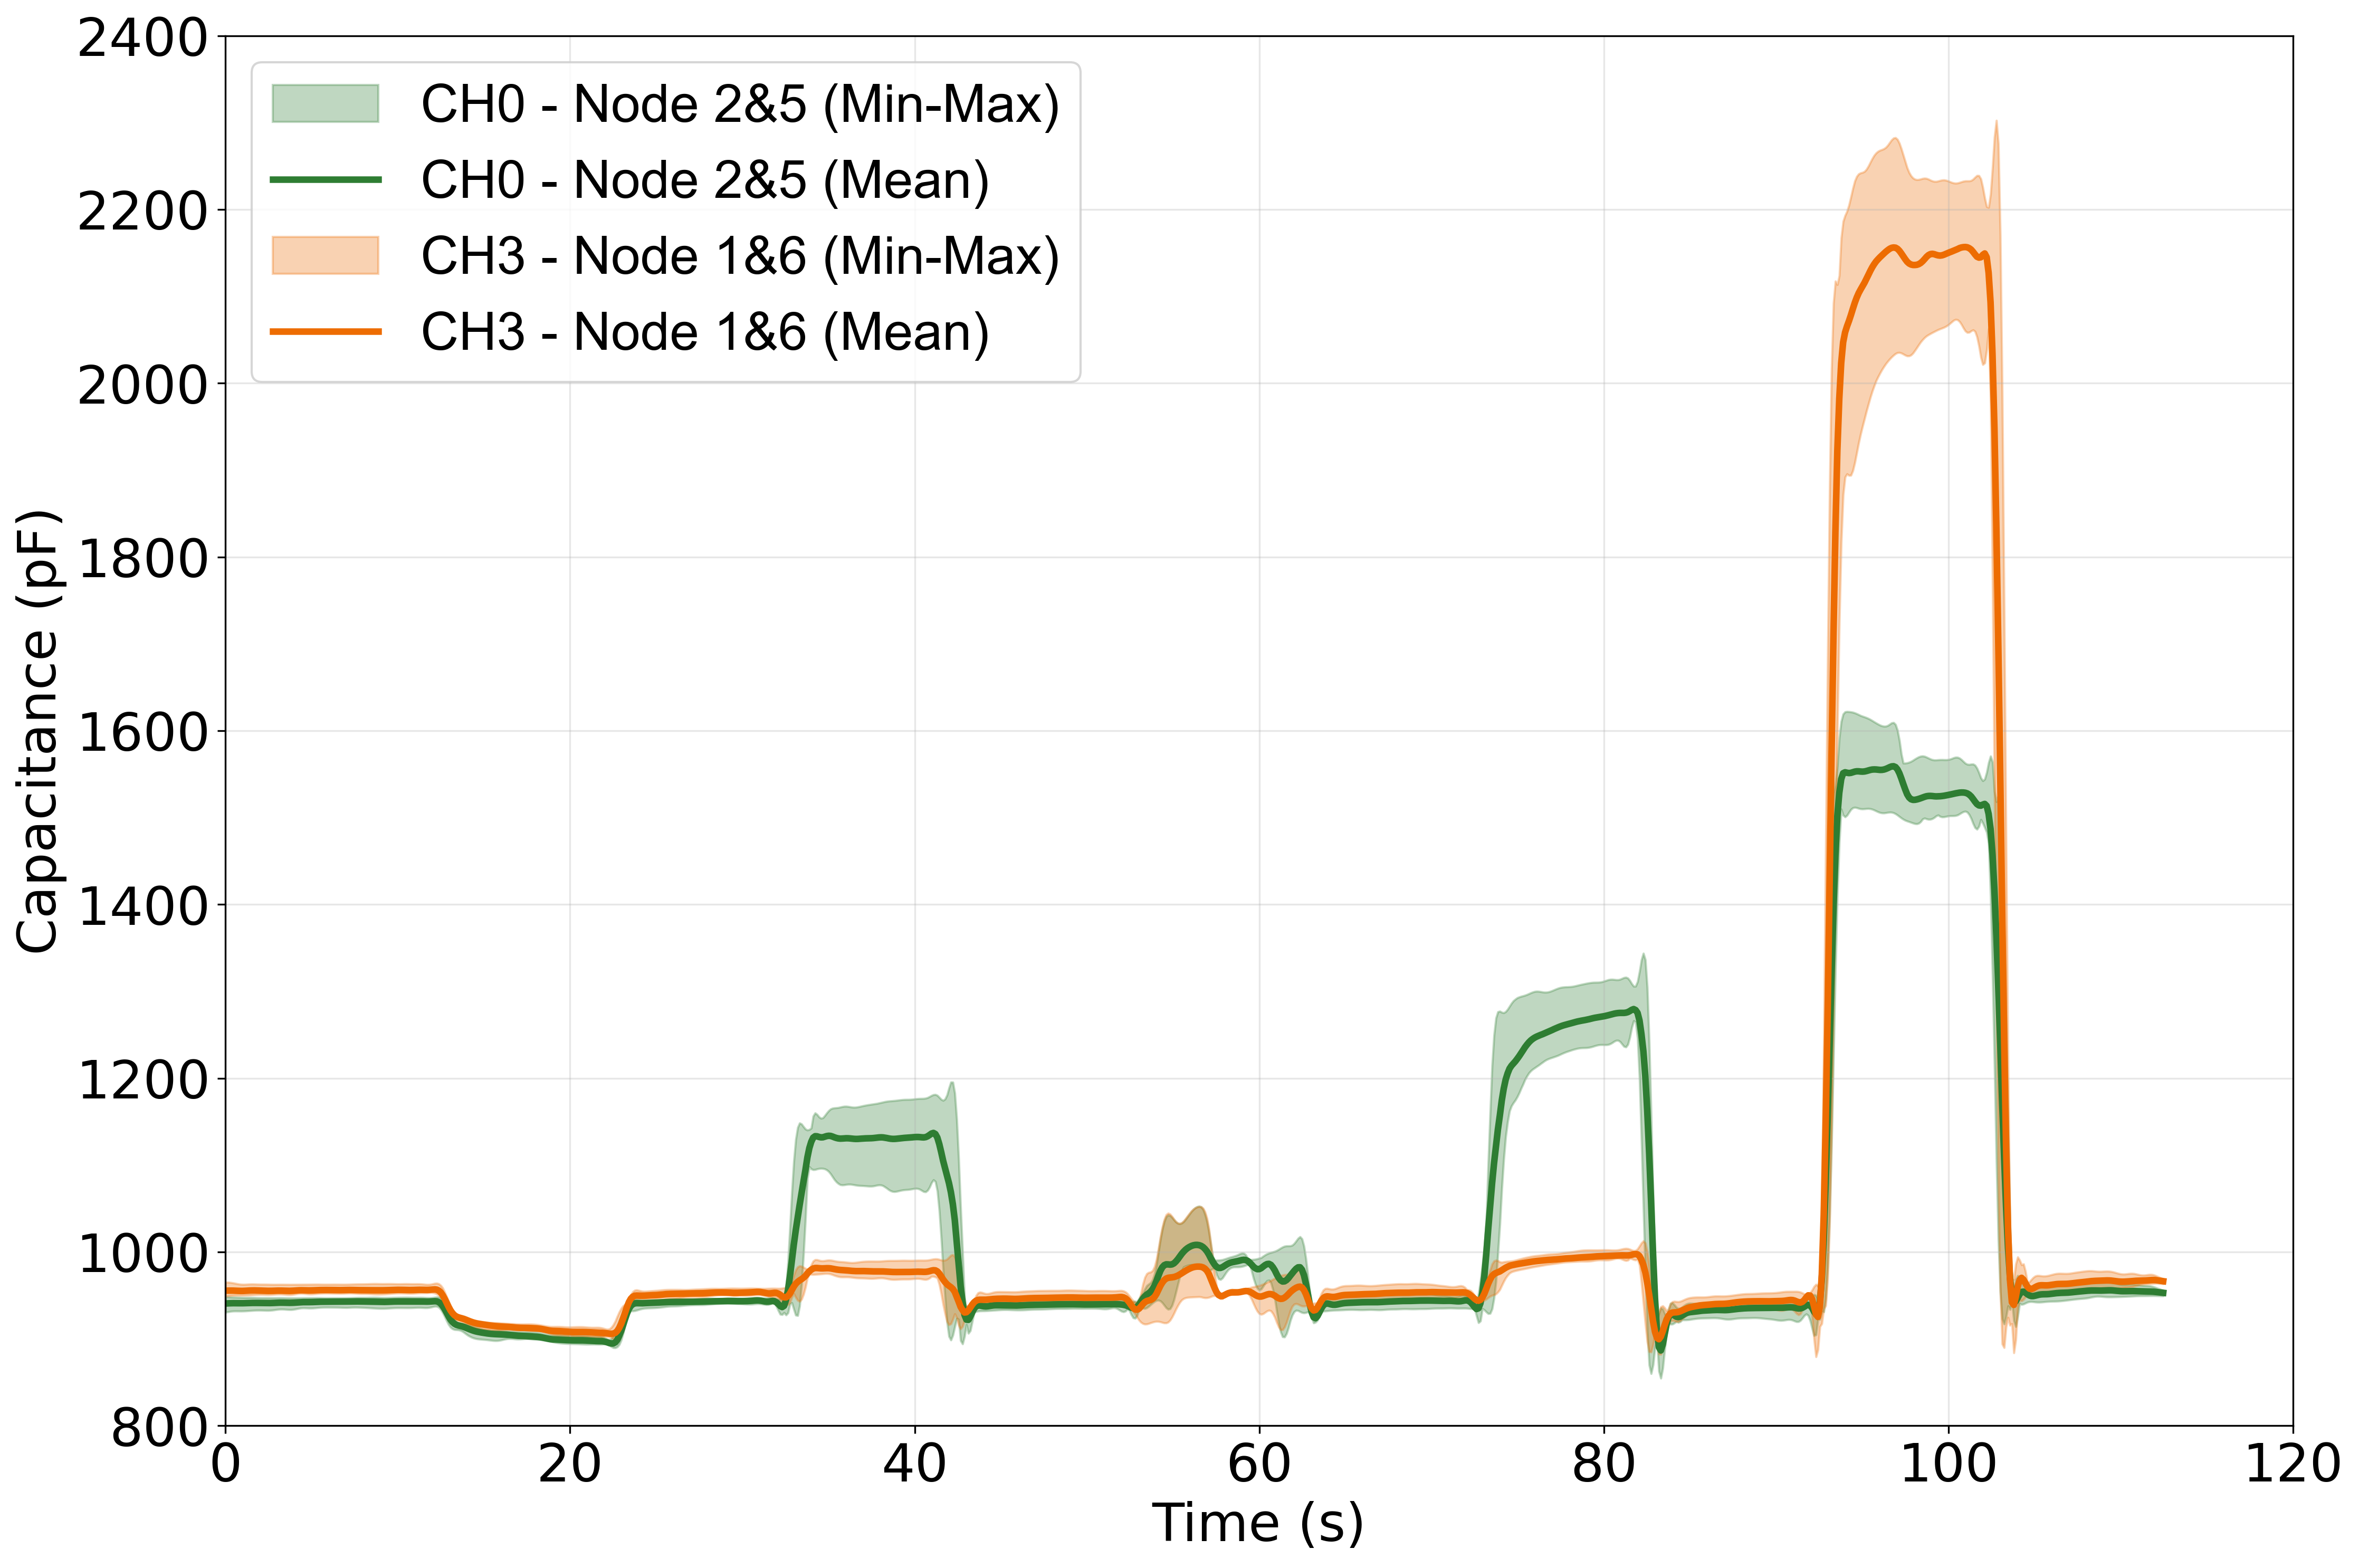 2400
2200
2000
1800
1600
1400
1200
1000
800
Capacitance (pF)
CH0 - Node 2&5 (Min-Max)
CH0 - Node 2&5 (Mean)
CH3 - Node 1&6 (Min-Max)
CH3 - Node 1&6 (Mean)
0 20 40 60 80 100 120
Time (s)